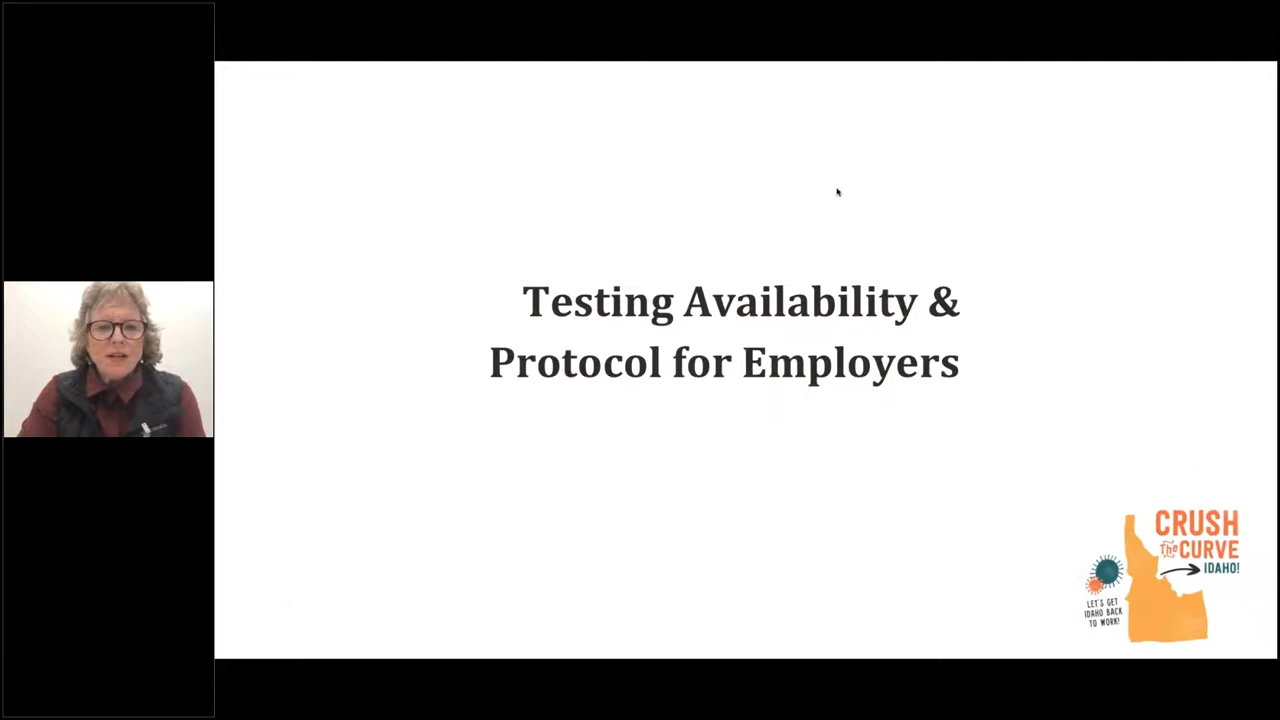 Testing Availability &
Protocol for Employers
CRUSH
The CURVE
IDAHO!
LET'S GET
IDAHO BACK
TO WORK!